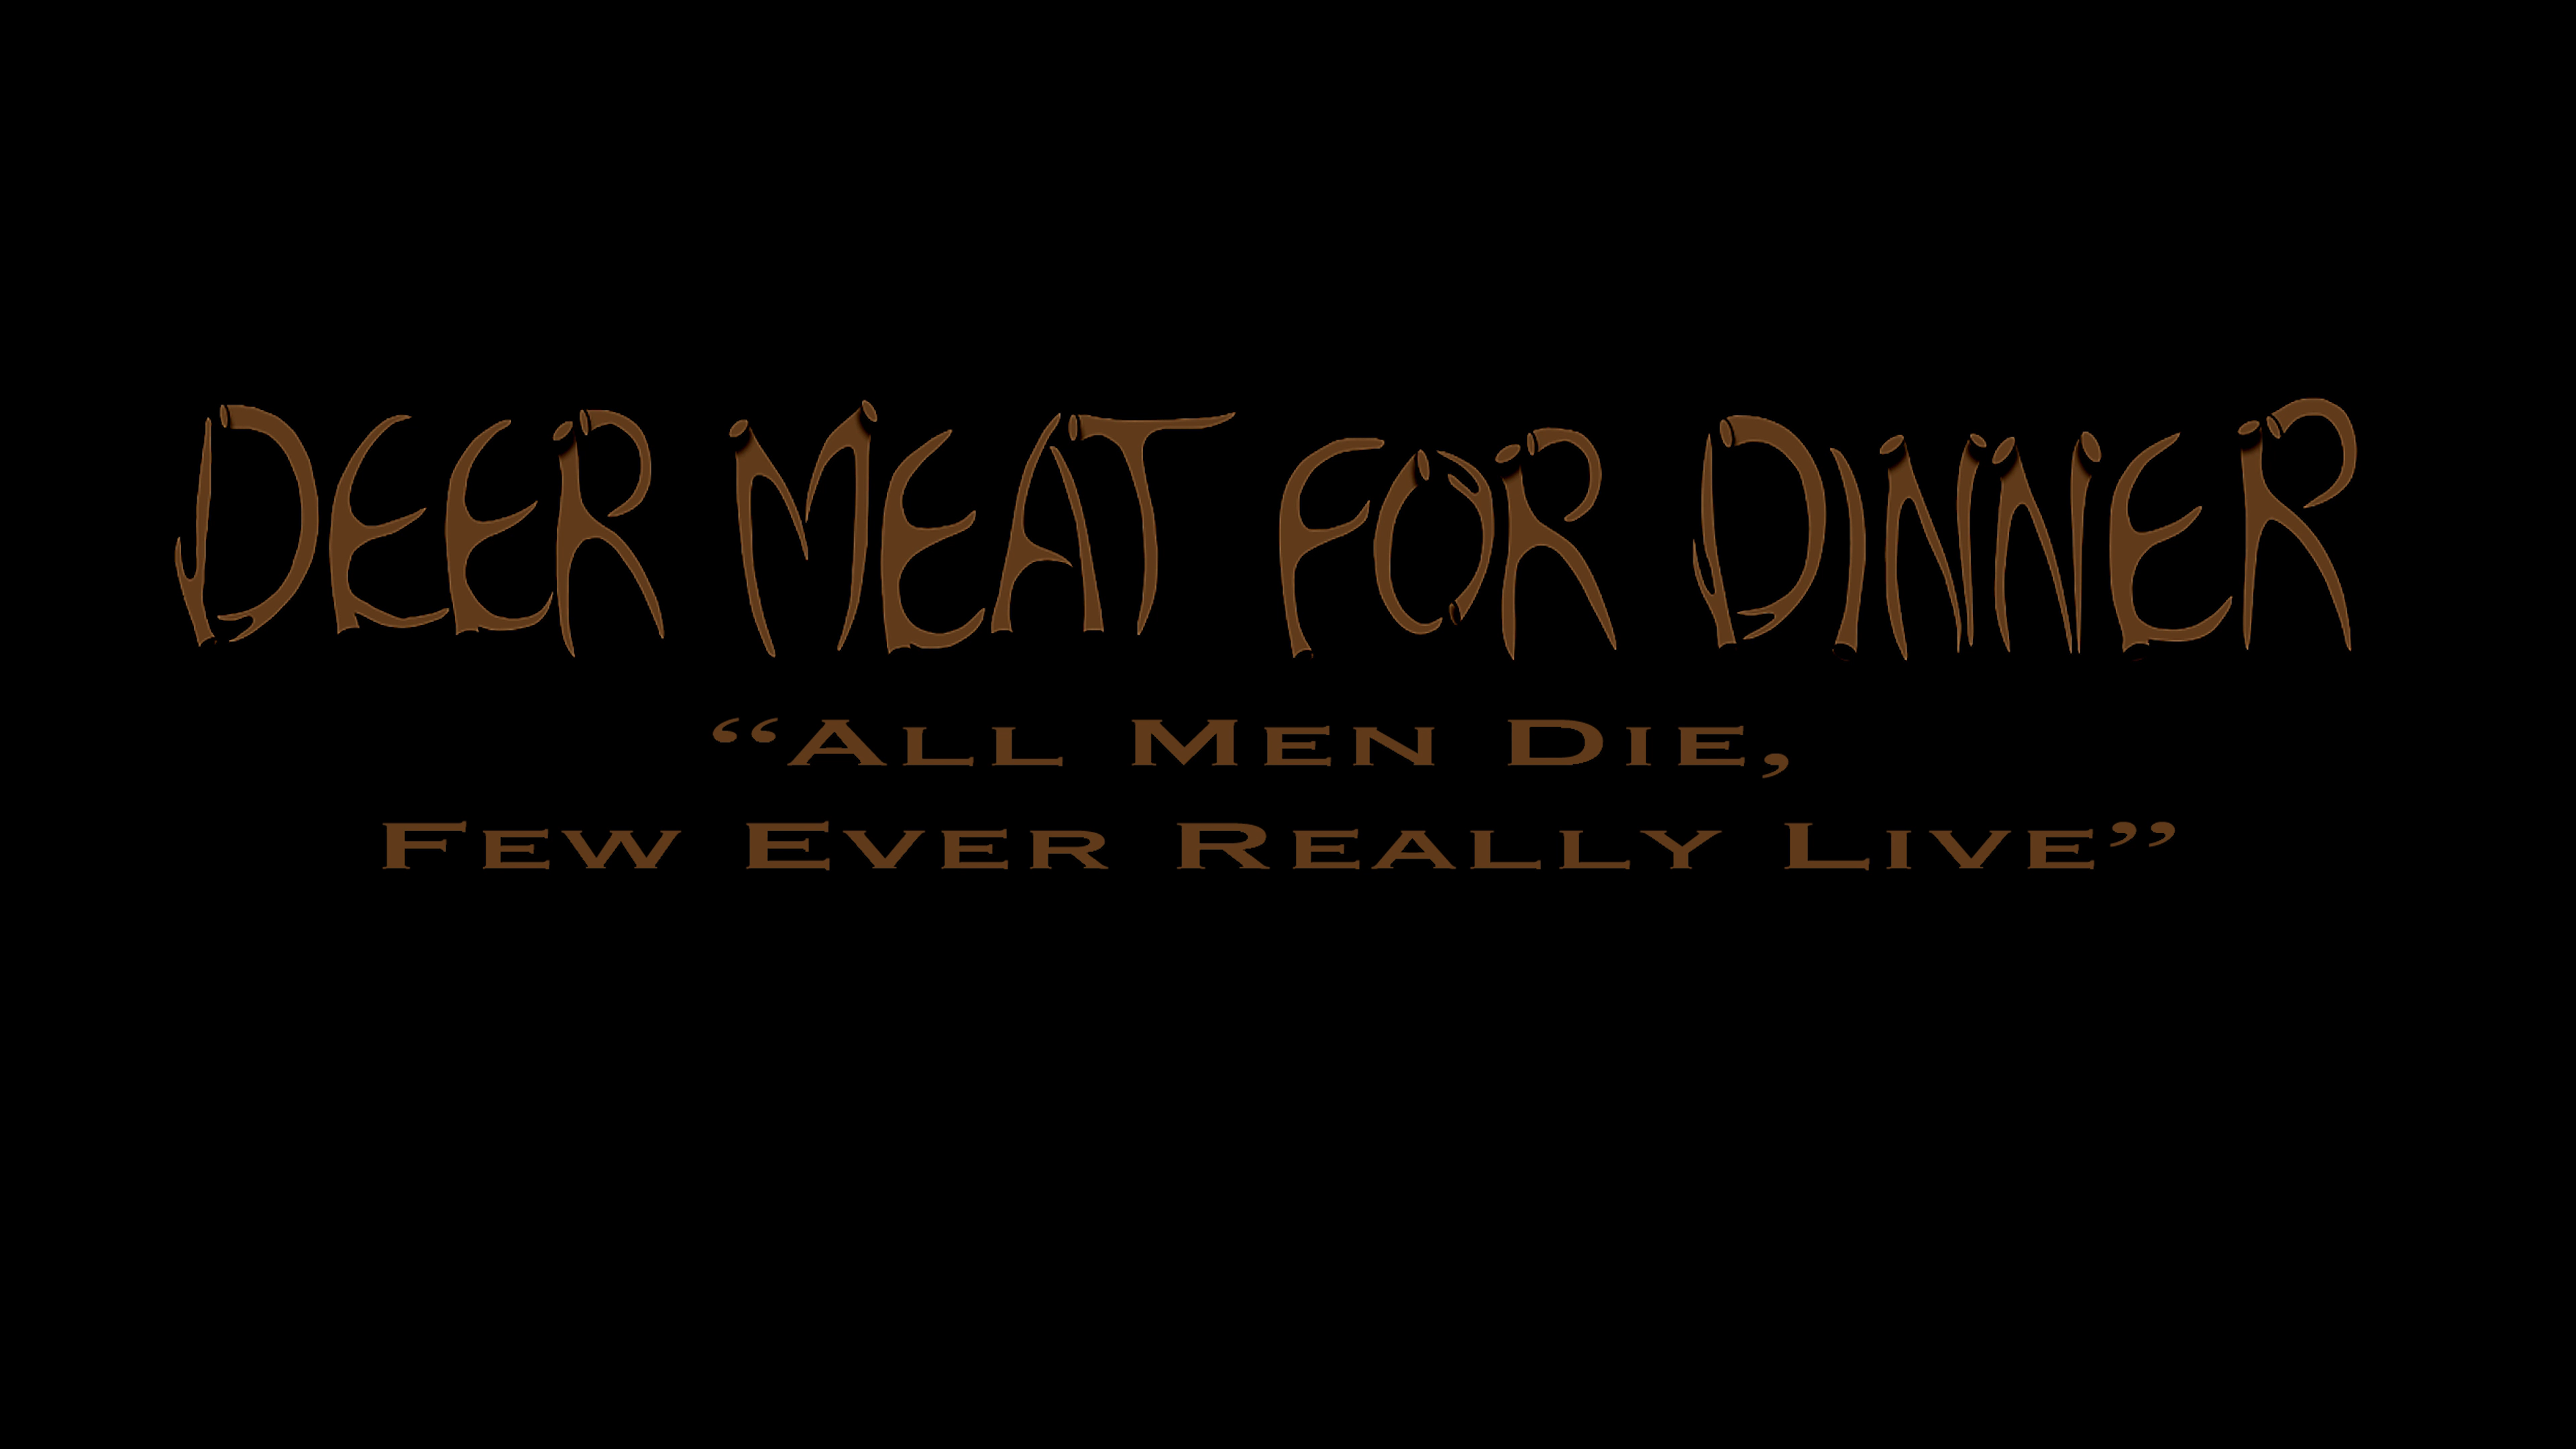 DEER MEAT FOR DINNER
“ALL MEN DIE,
FEW EVER REALLY LIVE”